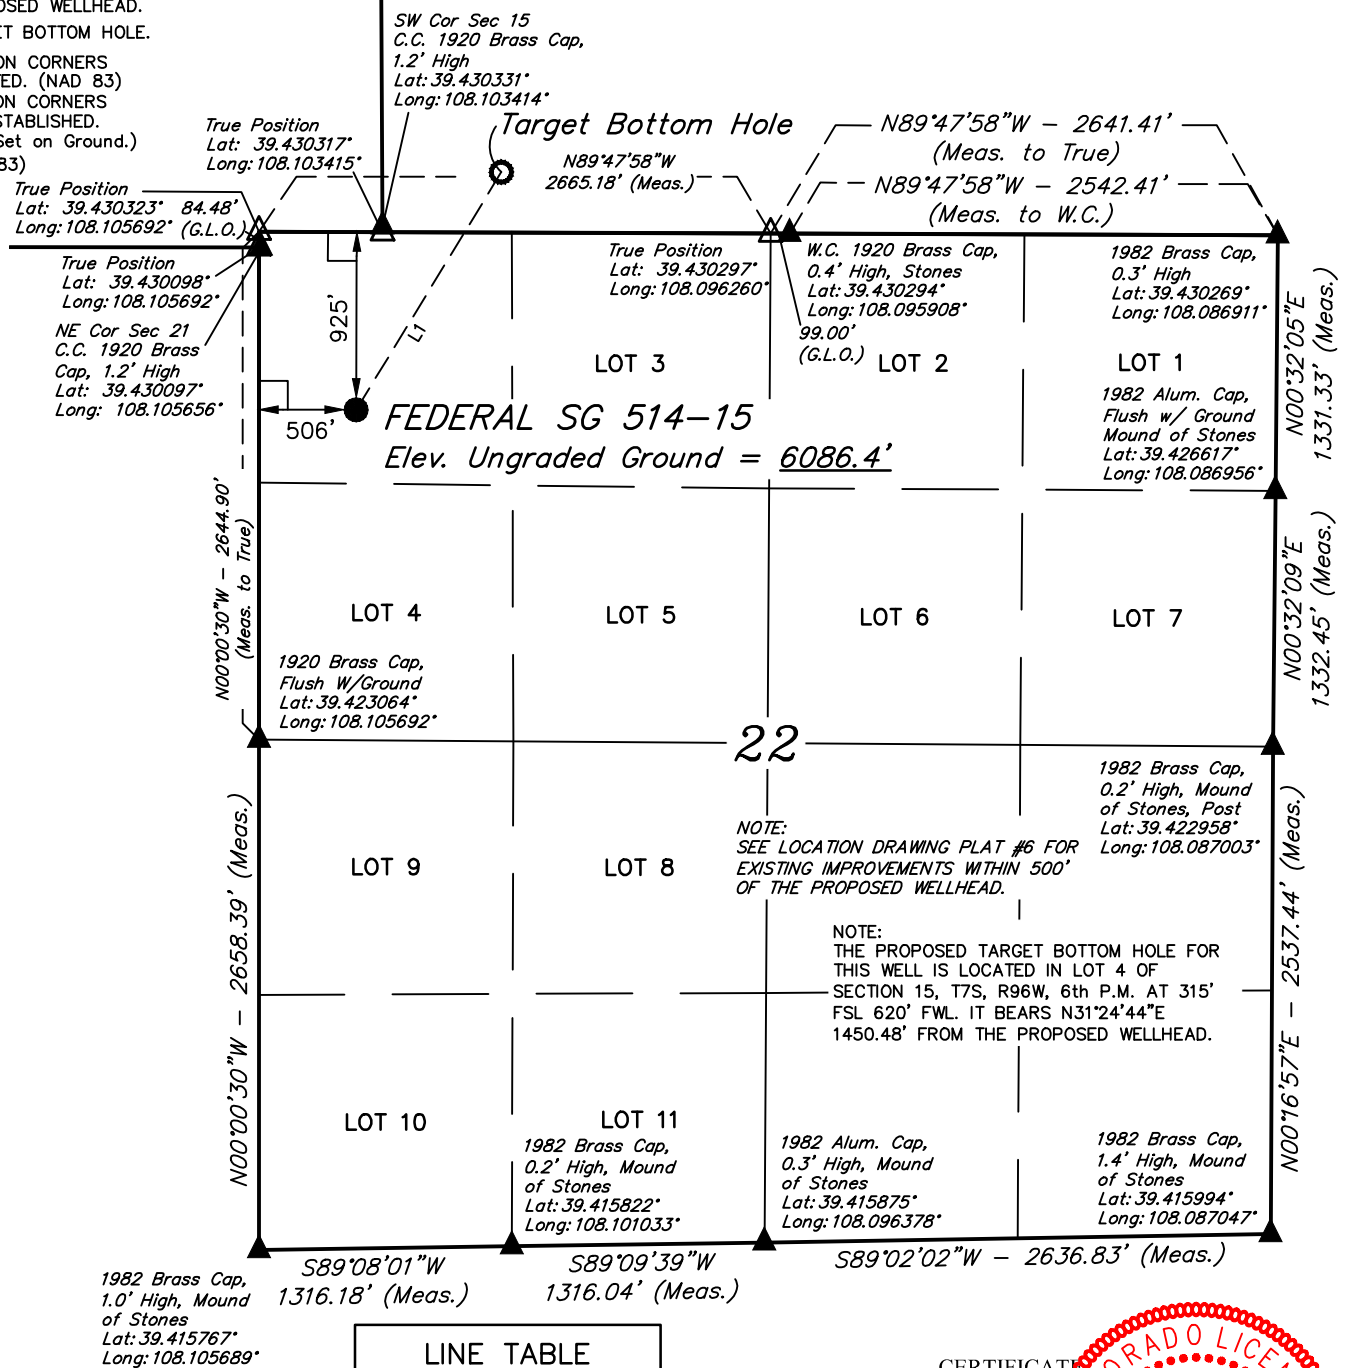 OSED WELLHEAD.
ET BOTTOM HOLE.
ON CORNERS
TED. (NAD 83)
ON CORNERS
STABLISHED.
Set on Ground.)
83)
SW Cor Sec 15
C.C. 1920 Brass Cap,
1.2' High
Lat: 39.430331°
Long: 108.103414°
True Position
Lat: 39.430317°
Long: 108.103415°
Target Bottom Hole
N89°47'58"W
2665.18' (Meas.)
N89°47'58"W – 2641.41'
(Meas. to True)
N89°47'58"W – 2542.41'
(Meas. to W.C.)
True Position
Lat: 39.430323°
Long: 108.105692°
84.48'
(G.L.O.)
True Position
Lat: 39.430098°
Long: 108.105692°
NE Cor Sec 21
C.C. 1920 Brass
Cap, 1.2' High
Lat: 39.430097°
Long: 108.105656°
925'
506'
L1
True Position
Lat: 39.430297°
Long: 108.096260°
W.C. 1920 Brass Cap,
0.4' High, Stones
Lat: 39.430294°
Long: 108.095908°
99.00'
(G.L.O.)
1982 Brass Cap,
0.3' High
Lat: 39.430269°
Long: 108.086911°
N00°32'05"E
1331.33' (Meas.)
LOT 3
LOT 2
LOT 1
FEDERAL SG 514–15
Elev. Ungraded Ground = 6086.4'
1982 Alum. Cap,
Flush w/ Ground
Mound of Stones
Lat: 39.426617°
Long: 108.086956°
N00°00'30"W – 2644.90'
(Meas. to True)
N00°32'09"E
1332.45' (Meas.)
LOT 4
LOT 5
LOT 6
LOT 7
1920 Brass Cap,
Flush W/Ground
Lat: 39.423064°
Long: 108.105692°
22
1982 Brass Cap,
0.2' High, Mound
of Stones, Post
Lat: 39.422958°
Long: 108.087003°
NOTE:
SEE LOCATION DRAWING PLAT #6 FOR
EXISTING IMPROVEMENTS WITHIN 500'
OF THE PROPOSED WELLHEAD.
LOT 9
LOT 8
N00°00'30"W – 2658.39' (Meas.)
N00°16'57"E – 2537.44' (Meas.)
NOTE:
THE PROPOSED TARGET BOTTOM HOLE FOR
THIS WELL IS LOCATED IN LOT 4 OF
SECTION 15, T7S, R96W, 6th P.M. AT 315'
FSL 620' FWL. IT BEARS N31°24'44"E
1450.48' FROM THE PROPOSED WELLHEAD.
LOT 10
LOT 11
1982 Brass Cap,
0.2' High, Mound
of Stones
Lat: 39.415822°
Long: 108.101033°
1982 Alum. Cap,
0.3' High, Mound
of Stones
Lat: 39.415875°
Long: 108.096378°
1982 Brass Cap,
1.4' High, Mound
of Stones
Lat: 39.415994°
Long: 108.087047°
S89°08'01"W
1316.18' (Meas.)
S89°09'39"W
1316.04' (Meas.)
S89°02'02"W – 2636.83' (Meas.)
1982 Brass Cap,
1.0' High, Mound
of Stones
Lat: 39.415767°
Long: 108.105689°
LINE TABLE
ORADO LICEN